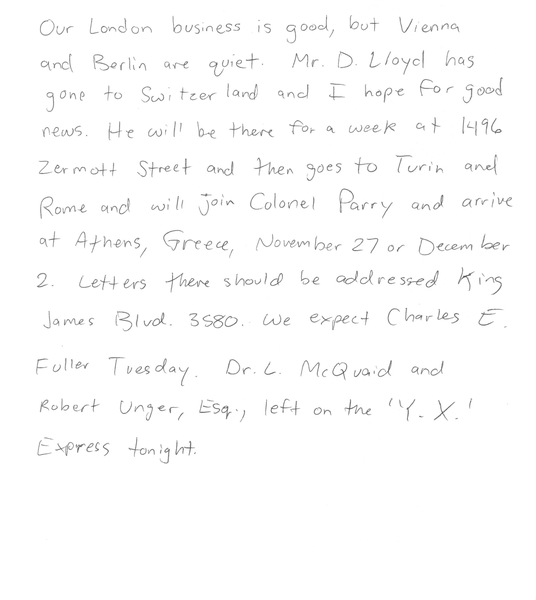 Our London business is good, but Vienna
and Berlin are quiet. Mr. D. Lloyd has
gone to Switzerland and I hope for good
news. He will be there for a week at 1496
Zermott Street and then goes to Turin and
Rome and will join Colonel Parry and arrive
at Athens, Greece, November 27 or December
2. Letters there should be addressed King
James Blvd. 3580. We expect Charles E.
Fuller Tuesday. Dr. L. McQuaid and
Robert Unger, Esq., left on the "Y. X."
Express tonight.